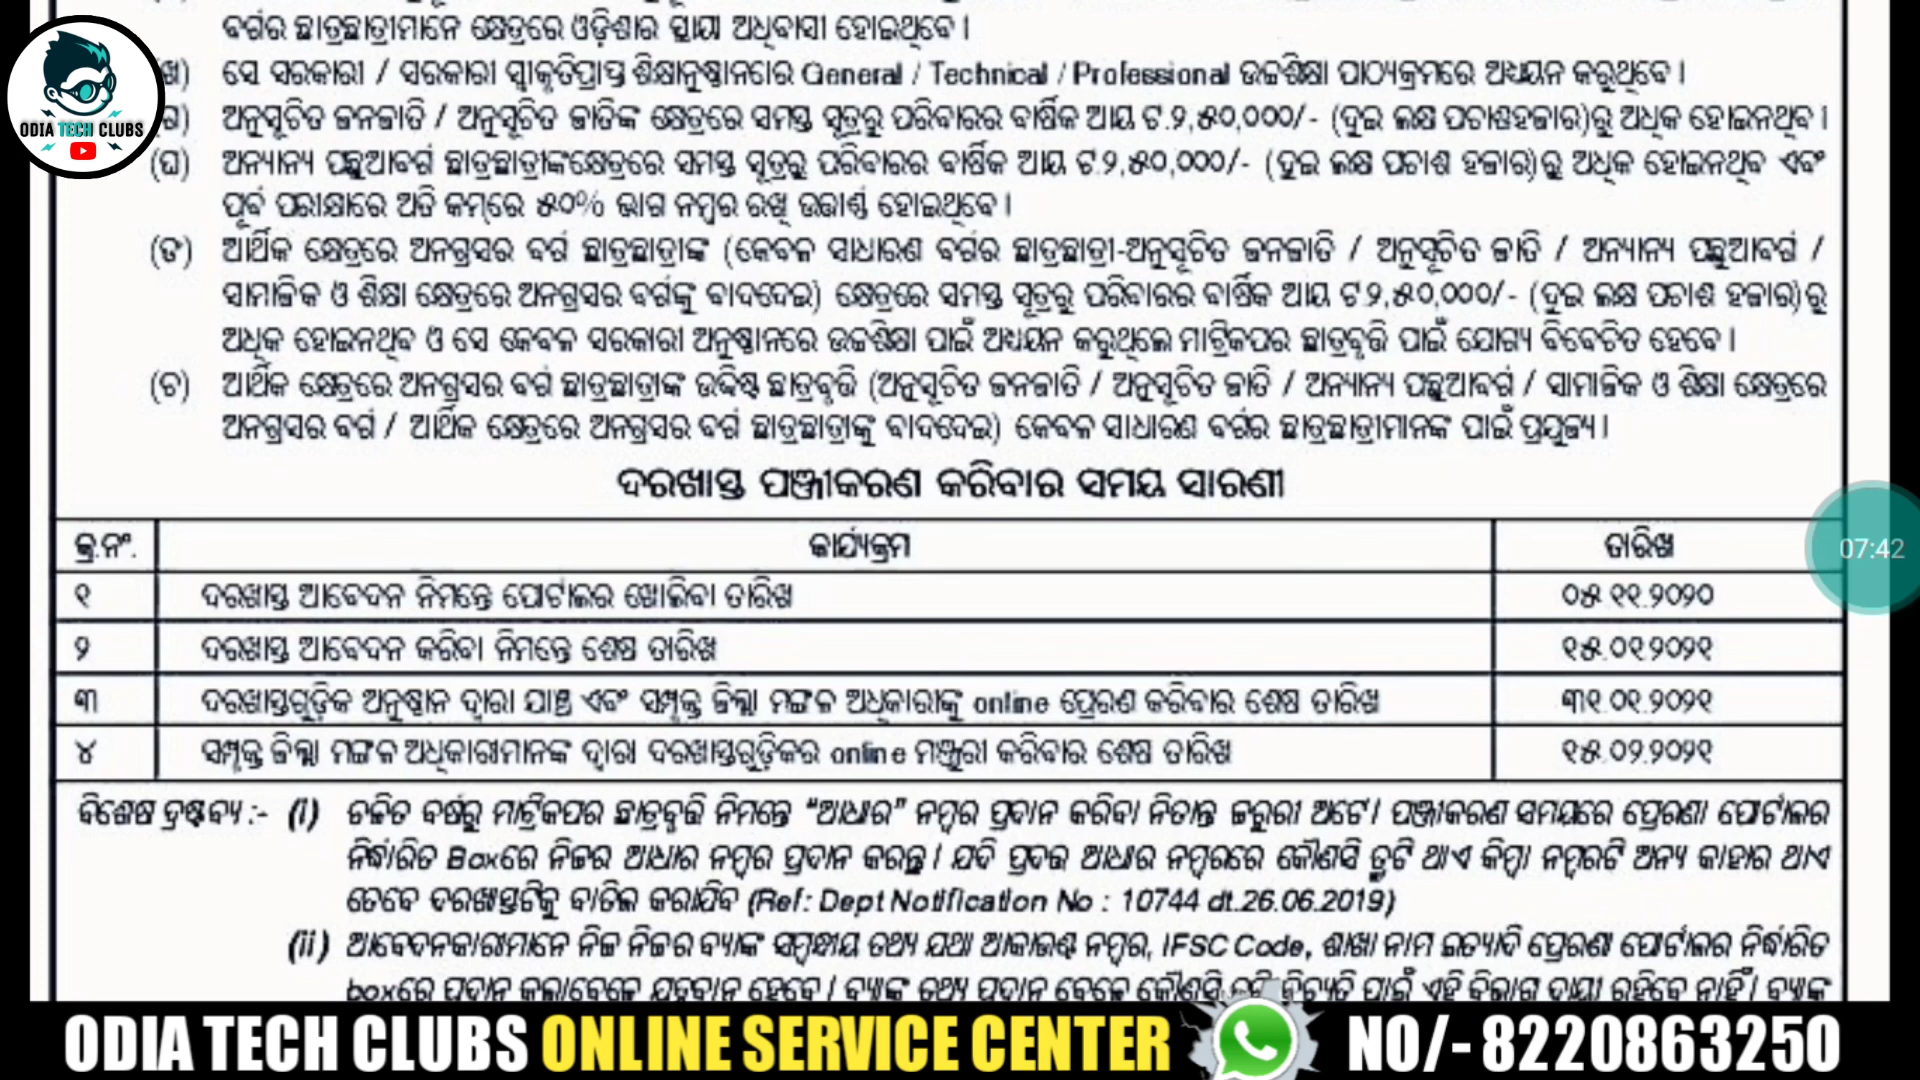 ବର୍ଗର ଛାତ୍ରଛାତ୍ରୀମାନେ କ୍ଷେତ୍ରରେ ଓଡ଼ିଶାର ସ୍ଥାୟୀ ଅଧିବାସୀ ହୋଇଥିବେ ।
(ଖ) ସେ ସରକାରୀ / ସରକାରୀ ସ୍ୱୀକୃତିପ୍ରାପ୍ତ ଶିକ୍ଷାନୁଷ୍ଠାନରେ General / Technical / Professional ଉଚ୍ଚଶିକ୍ଷା ପାଠ୍ୟକ୍ରମରେ ଅଧ୍ୟୟନ କରୁଥିବେ ।
(ଗ) ଅନୁସୂଚିତ ଜନଜାତି / ଅନୁସୂଚିତ ଜାତିଙ୍କ କ୍ଷେତ୍ରରେ ସମସ୍ତ ସୂତ୍ରରୁ ପରିବାରର ବାର୍ଷିକ ଆୟ ଟ.୨,୫୦,୦୦୦/- (ଦୁଇ ଲକ୍ଷ ପଚାଶହଜାର)ରୁ ଅଧିକ ହୋଇନଥିବ ।
(ଘ) ଅନ୍ୟାନ୍ୟ ପଛୁଆବର୍ଗ ଛାତ୍ରଛାତ୍ରୀଙ୍କକ୍ଷେତ୍ରରେ ସମସ୍ତ ସୂତ୍ରରୁ ପରିବାରର ବାର୍ଷିକ ଆୟ ଟ.୨,୫୦,୦୦୦/- (ଦୁଇ ଲକ୍ଷ ପଚାଶ ହଜାର)ରୁ ଅଧିକ ହୋଇନଥିବ ଏବଂ
ପୂର୍ବ ପରୀକ୍ଷାରେ ଅତି କମ୍‌ରେ ୫୦% ଭାଗ ନମ୍ବର ରଖି ଉତ୍ତୀର୍ଣ୍ଣ ହୋଇଥିବେ ।
(ଙ) ଆର୍ଥିକ କ୍ଷେତ୍ରରେ ଅନଗ୍ରସର ବର୍ଗ ଛାତ୍ରଛାତ୍ରୀଙ୍କ (କେବଳ ସାଧାରଣ ବର୍ଗର ଛାତ୍ରଛାତ୍ରୀ-ଅନୁସୂଚିତ ଜନଜାତି / ଅନୁସୂଚିତ ଜାତି / ଅନ୍ୟାନ୍ୟ ପଛୁଆବର୍ଗ /
ସାମାଜିକ ଓ ଶିକ୍ଷା କ୍ଷେତ୍ରରେ ଅନଗ୍ରସର ବର୍ଗଙ୍କୁ ବାଦଦେଇ) କ୍ଷେତ୍ରରେ ସମସ୍ତ ସୂତ୍ରରୁ ପରିବାରର ବାର୍ଷିକ ଆୟ ଟ.୨,୫୦,୦୦୦/- (ଦୁଇ ଲକ୍ଷ ପଚାଶ ହଜାର)ରୁ
ଅଧିକ ହୋଇନଥିବ ଓ ସେ କେବଳ ସରକାରୀ ଅନୁଷ୍ଠାନରେ ଉଚ୍ଚଶିକ୍ଷା ପାଇଁ ଅଧ୍ୟୟନ କରୁଥିଲେ ମାଟ୍ରିକପର ଛାତ୍ରବୃତ୍ତି ପାଇଁ ଯୋଗ୍ୟ ବିବେଚିତ ହେବେ ।
(ଚ) ଆର୍ଥିକ କ୍ଷେତ୍ରରେ ଅନଗ୍ରସର ବର୍ଗ ଛାତ୍ରଛାତ୍ରୀଙ୍କ ଉଦ୍ଦିଷ୍ଟ ଛାତ୍ରବୃତ୍ତି (ଅନୁସୂଚିତ ଜନଜାତି / ଅନୁସୂଚିତ ଜାତି / ଅନ୍ୟାନ୍ୟ ପଛୁଆବର୍ଗ / ସାମାଜିକ ଓ ଶିକ୍ଷା କ୍ଷେତ୍ରରେ
ଅନଗ୍ରସର ବର୍ଗ / ଆର୍ଥିକ କ୍ଷେତ୍ରରେ ଅନଗ୍ରସର ବର୍ଗ ଛାତ୍ରଛାତ୍ରୀଙ୍କୁ ବାଦଦେଇ) କେବଳ ସାଧାରଣ ବର୍ଗର ଛାତ୍ରଛାତ୍ରୀମାନଙ୍କ ପାଇଁ ପ୍ରଯୁଜ୍ୟ ।
ODIA TECH CLUBS
ଦରଖାସ୍ତ ପଞ୍ଜୀକରଣ କରିବାର ସମୟ ସାରଣୀ
କ୍ର.ନଂ. କାର୍ଯ୍ୟକ୍ରମ ତାରିଖ
07:42
୧ ଦରଖାସ୍ତ ଆବେଦନ ନିମନ୍ତେ ପୋର୍ଟାଲର ଖୋଲିବା ତାରିଖ ୦୫.୧୧.୨୦୨୦
୨ ଦରଖାସ୍ତ ଆବେଦନ କରିବା ନିମନ୍ତେ ଶେଷ ତାରିଖ ୧୫.୦୧.୨୦୨୧
୩ ଦରଖାସ୍ତଗୁଡ଼ିକ ଅନୁଷ୍ଠାନ ଦ୍ୱାରା ଯାଞ୍ଚ ଏବଂ ସମ୍ପୃକ୍ତ ଜିଲ୍ଲା ମଙ୍ଗଳ ଅଧିକାରୀଙ୍କୁ online ପ୍ରେରଣ କରିବାର ଶେଷ ତାରିଖ ୩୧.୦୧.୨୦୨୧
୪ ସମ୍ପୃକ୍ତ ଜିଲ୍ଲା ମଙ୍ଗଳ ଅଧିକାରୀମାନଙ୍କ ଦ୍ୱାରା ଦରଖାସ୍ତଗୁଡ଼ିକର online ମଞ୍ଜୁରୀ କରିବାର ଶେଷ ତାରିଖ ୧୫.୦୨.୨୦୨୧
ବିଶେଷ ଦ୍ରଷ୍ଟବ୍ୟ :- (i) ଚଳିତ ବର୍ଷରୁ ମାଟ୍ରିକପର ଛାତ୍ରବୃତ୍ତି ନିମନ୍ତେ “ଆଧାର” ନମ୍ବର ପ୍ରଦାନ କରିବା ନିତାନ୍ତ ଜରୁରୀ ଅଟେ । ପଞ୍ଜୀକରଣ ସମୟରେ ପ୍ରେରଣା ପୋର୍ଟାଲର
ନିର୍ଦ୍ଧାରିତ Boxରେ ନିଜର ଆଧାର ନମ୍ବର ପ୍ରଦାନ କରନ୍ତୁ । ଯଦି ପ୍ରଦତ୍ତ ଆଧାର ନମ୍ବରରେ କୌଣସି ତ୍ରୁଟି ଥାଏ କିମ୍ବା ନମ୍ବରଟି ଅନ୍ୟ କାହାର ଥାଏ
ତେବେ ଦରଖାସ୍ତଟିକୁ ବାତିଲ କରାଯିବ (Ref: Dept Notification No : 10744 dt.26.06.2019)
(ii) ଆବେଦନକାରୀମାନେ ନିଜ ନିଜର ବ୍ୟାଙ୍କ ସମ୍ବନ୍ଧୀୟ ତଥ୍ୟ ଯଥା ଆକାଉଣ୍ଟ ନମ୍ବର, IFSC Code, ଶାଖା ନାମ ଇତ୍ୟାଦି ପ୍ରେରଣା ପୋର୍ଟାଲର ନିର୍ଦ୍ଧାରିତ
boxରେ ପ୍ରଦାନ କଲାବେଳେ ଯତ୍ନବାନ ହେବେ । ବ୍ୟାଙ୍କ ତଥ୍ୟ ପ୍ରଦାନ ବେଳେ କୌଣସି ତ୍ରୁଟି ବିଚ୍ୟୁତି ପାଇଁ ଏହି ବିଭାଗ ଦାୟୀ ରହିବେ ନାହିଁ । ବ୍ୟାଙ୍କ
ODIA TECH CLUBS ONLINE SERVICE CENTER NO/- 8220863250